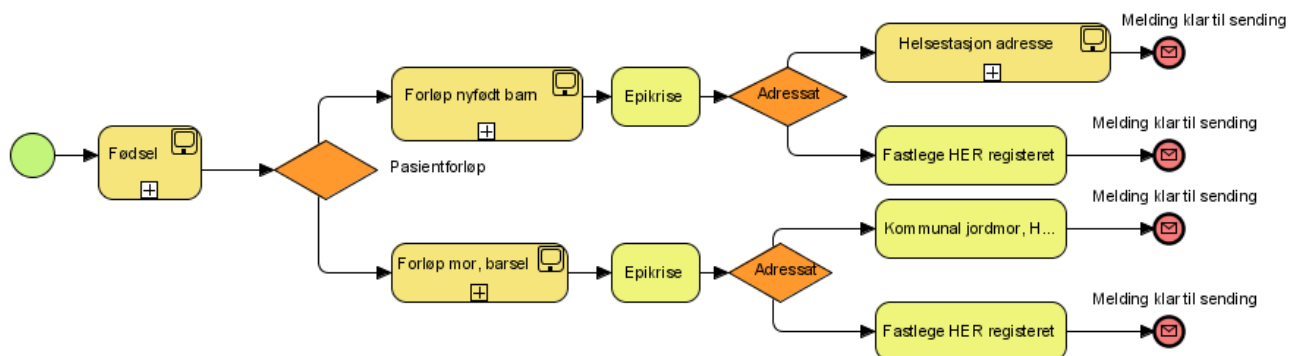 Melding klar til sending
Helsestasjon adresse
Forløp nyfødt barn
Epikrise
Adressat
Melding klar til sending
Fødsel
Fastlege HER registeret
Pasientforløp
Melding klar til sending
Kommunal jordmor, H...
Forløp mor, barsel
Epikrise
Adressat
Melding klar til sending
Fastlege HER registeret